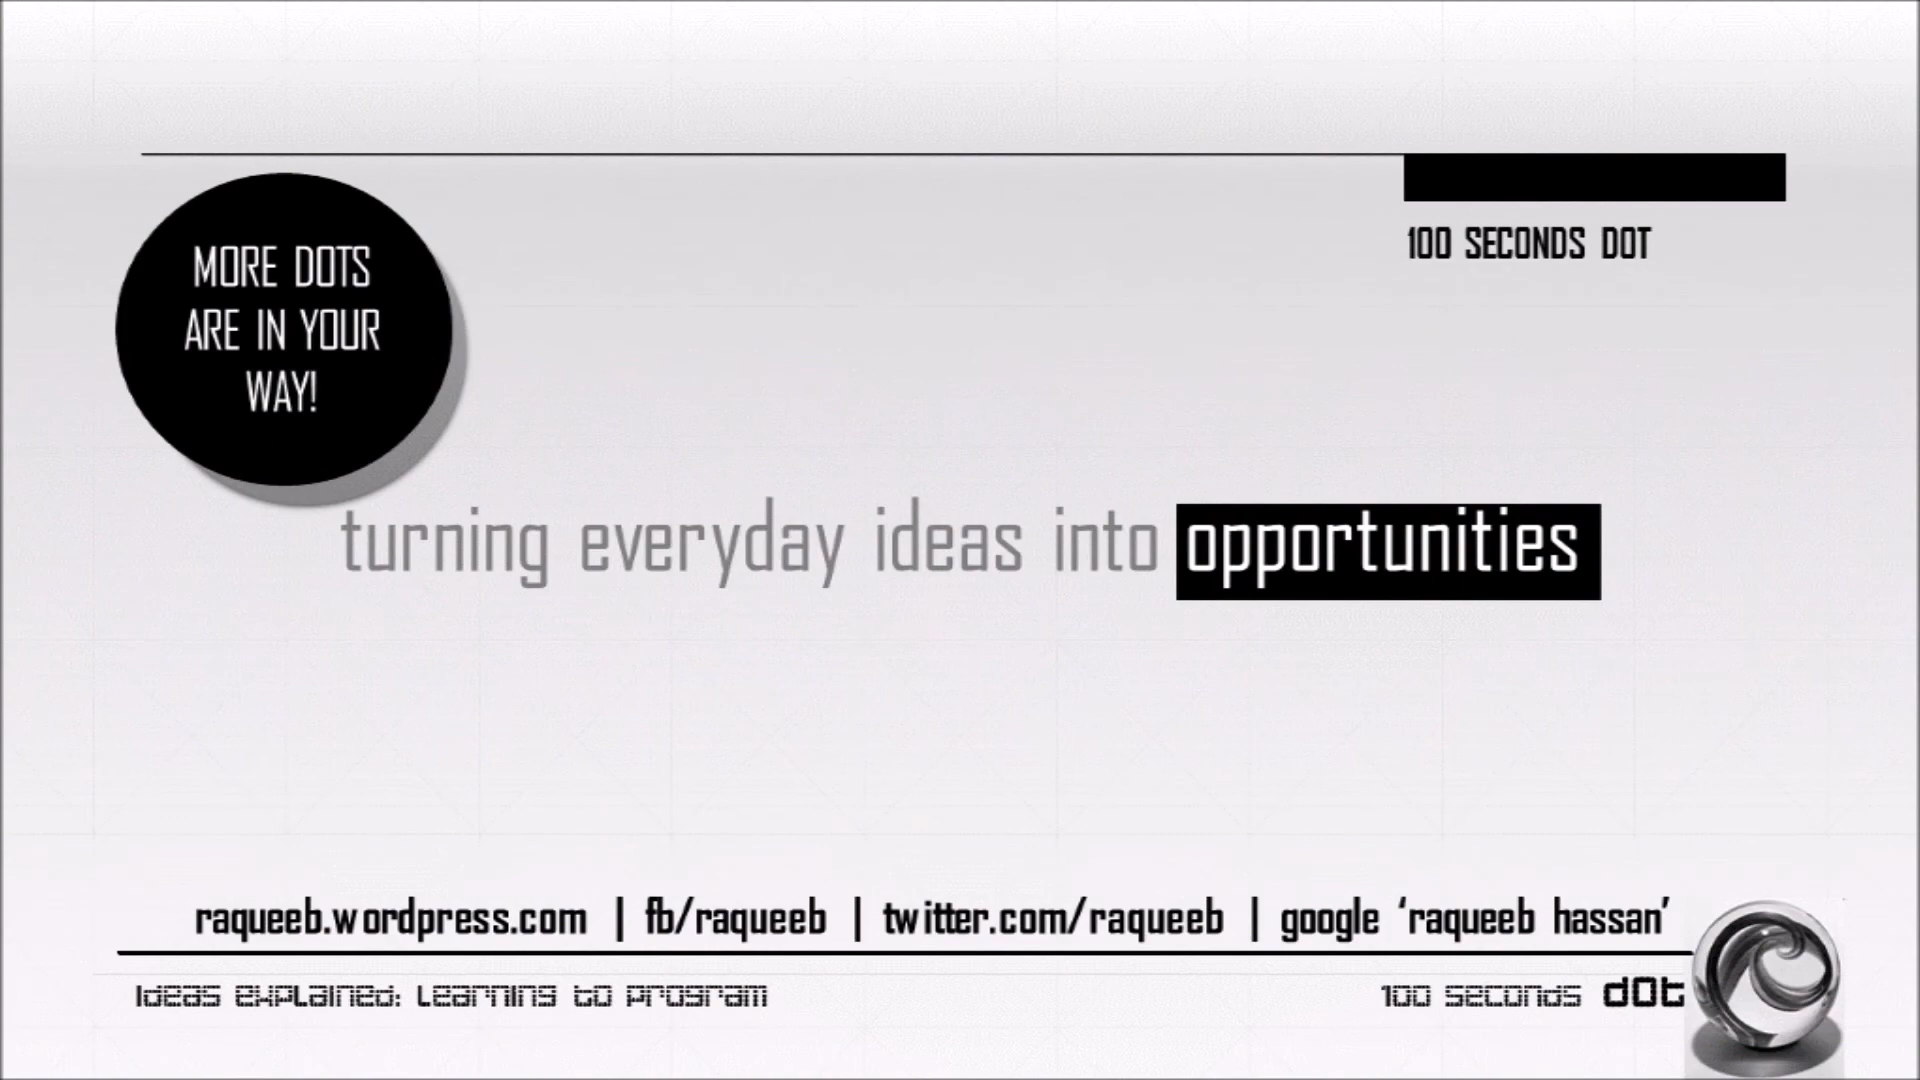 100 SECONDS DOT
MORE DOTS
ARE IN YOUR
WAY!
turning everyday ideas into opportunities
raqueeb.wordpress.com | fb/raqueeb | twitter.com/raqueeb | google ‘raqueeb hassan’
Ideas explained: Learning to program
100 seconds dot